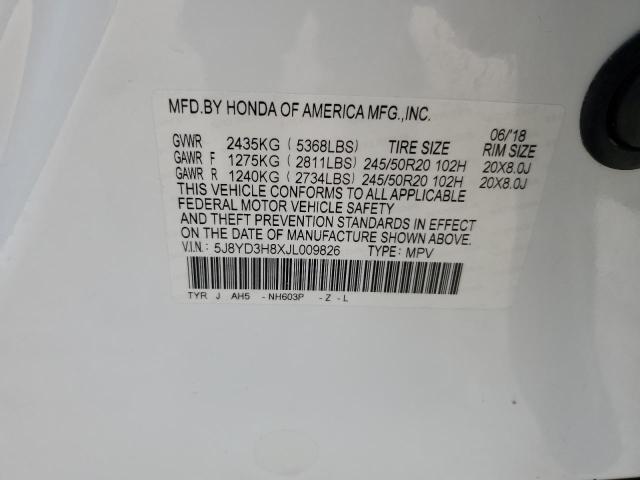 MFD.BY HONDA OF AMERICA MFG.,INC.
06/'18
GVWR 2435KG ( 5368LBS) TIRE SIZE RIM SIZE
GAWR F 1275KG ( 2811LBS) 245/50R20 102H 20X8.0J
GAWR R 1240KG ( 2734LBS) 245/50R20 102H 20X8.0J
THIS VEHICLE CONFORMS TO ALL APPLICABLE
FEDERAL MOTOR VEHICLE SAFETY
AND THEFT PREVENTION STANDARDS IN EFFECT
ON THE DATE OF MANUFACTURE SHOWN ABOVE.
V.I.N.: 5J8YD3H8XJL009826 TYPE: MPV
TYR J AH5 - NH603P - Z - L